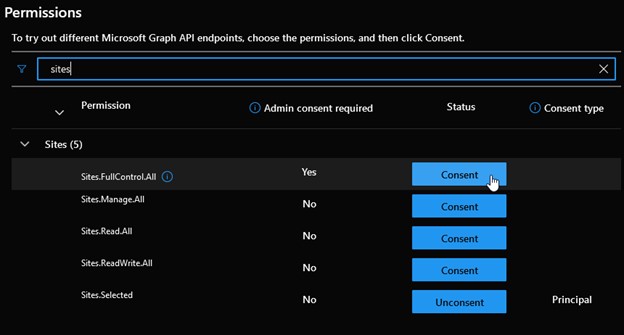 Permissions
To try out different Microsoft Graph API endpoints, choose the permissions, and then click Consent.
sites
Permission Admin consent required Status Consent type
Sites (5)
Sites.FullControl.All Yes Consent
Sites.Manage.All No Consent
Sites.Read.All No Consent
Sites.ReadWrite.All No Consent
Sites.Selected No Unconsent Principal